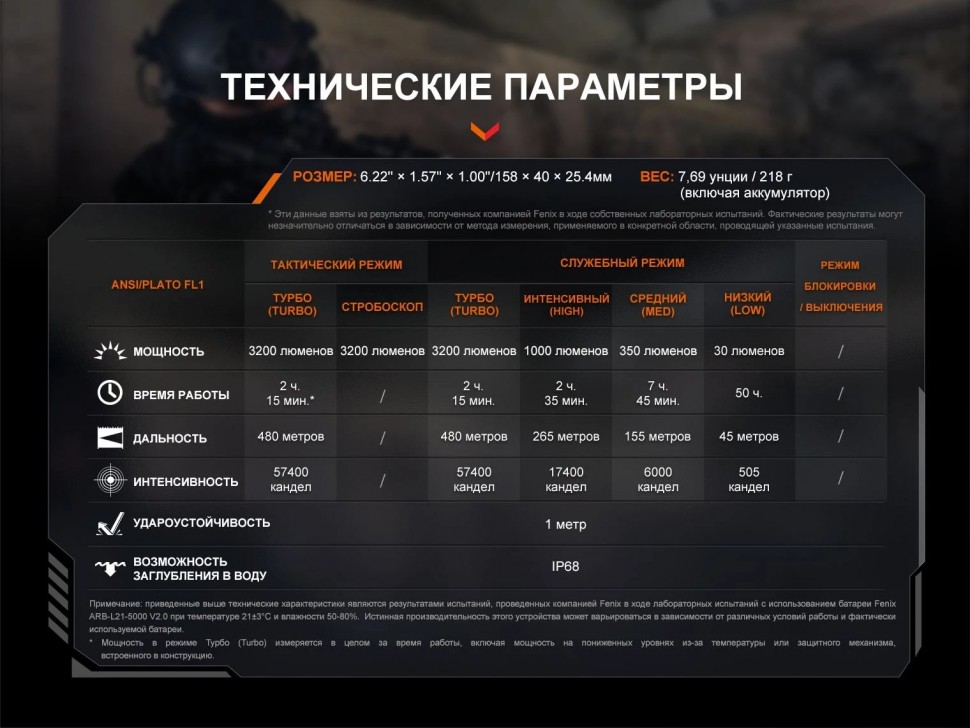 ТЕХНИЧЕСКИЕ ПАРАМЕТРЫ
РОЗМЕР: 6.22" × 1.57" × 1.00"/158 × 40 × 25.4мм
ВЕС: 7,69 унции / 218 г
(включая аккумулятор)
* Эти данные взяты из результатов, полученных компанией Fenix в ходе собственных лабораторных испытаний. Фактические результаты могут
незначительно отличаться в зависимости от метода измерения, применяемого в конкретной области, проводящей указанные испытания.
ANSI/PLATO FL1
ТАКТИЧЕСКИЙ РЕЖИМ
СЛУЖЕБНЫЙ РЕЖИМ
РЕЖИМ
БЛОКИРОВКИ
/ ВЫКЛЮЧЕНИЯ
ТУРБО
(TURBO)
СТРОБОСКОП
ТУРБО
(TURBO)
ИНТЕНСИВНЫЙ
(HIGH)
СРЕДНИЙ
(MED)
НИЗКИЙ
(LOW)
МОЩНОСТЬ
3200 люменов
3200 люменов
3200 люменов
1000 люменов
350 люменов
30 люменов
/
ВРЕМЯ РАБОТЫ
2 ч.
15 мин.*
/
2 ч.
15 мин.
2 ч.
35 мин.
7 ч.
45 мин.
50 ч.
/
ДАЛЬНОСТЬ
480 метров
/
480 метров
265 метров
155 метров
45 метров
/
ИНТЕНСИВНОСТЬ
57400
кандел
/
57400
кандел
17400
кандел
6000
кандел
505
кандел
/
УДАРОУСТОЙЧИВОСТЬ
1 метр
ВОЗМОЖНОСТЬ
ЗАГЛУБЛЕНИЯ В ВОДУ
IP68
Примечание: приведенные выше технические характеристики являются результатами испытаний, проведенных компанией Fenix в ходе лабораторных испытаний с использованием батареи Fenix
ARB-L21-5000 V2.0 при температуре 21±3°C и влажности 50-80%. Истинная производительность этого устройства может варьироваться в зависимости от различных условий работы и фактически
используемой батареи.
* Мощность в режиме Турбо (Turbo) измеряется в целом за время работы, включая мощность на пониженных уровнях из-за температуры или защитного механизма,
встроенного в конструкцию.